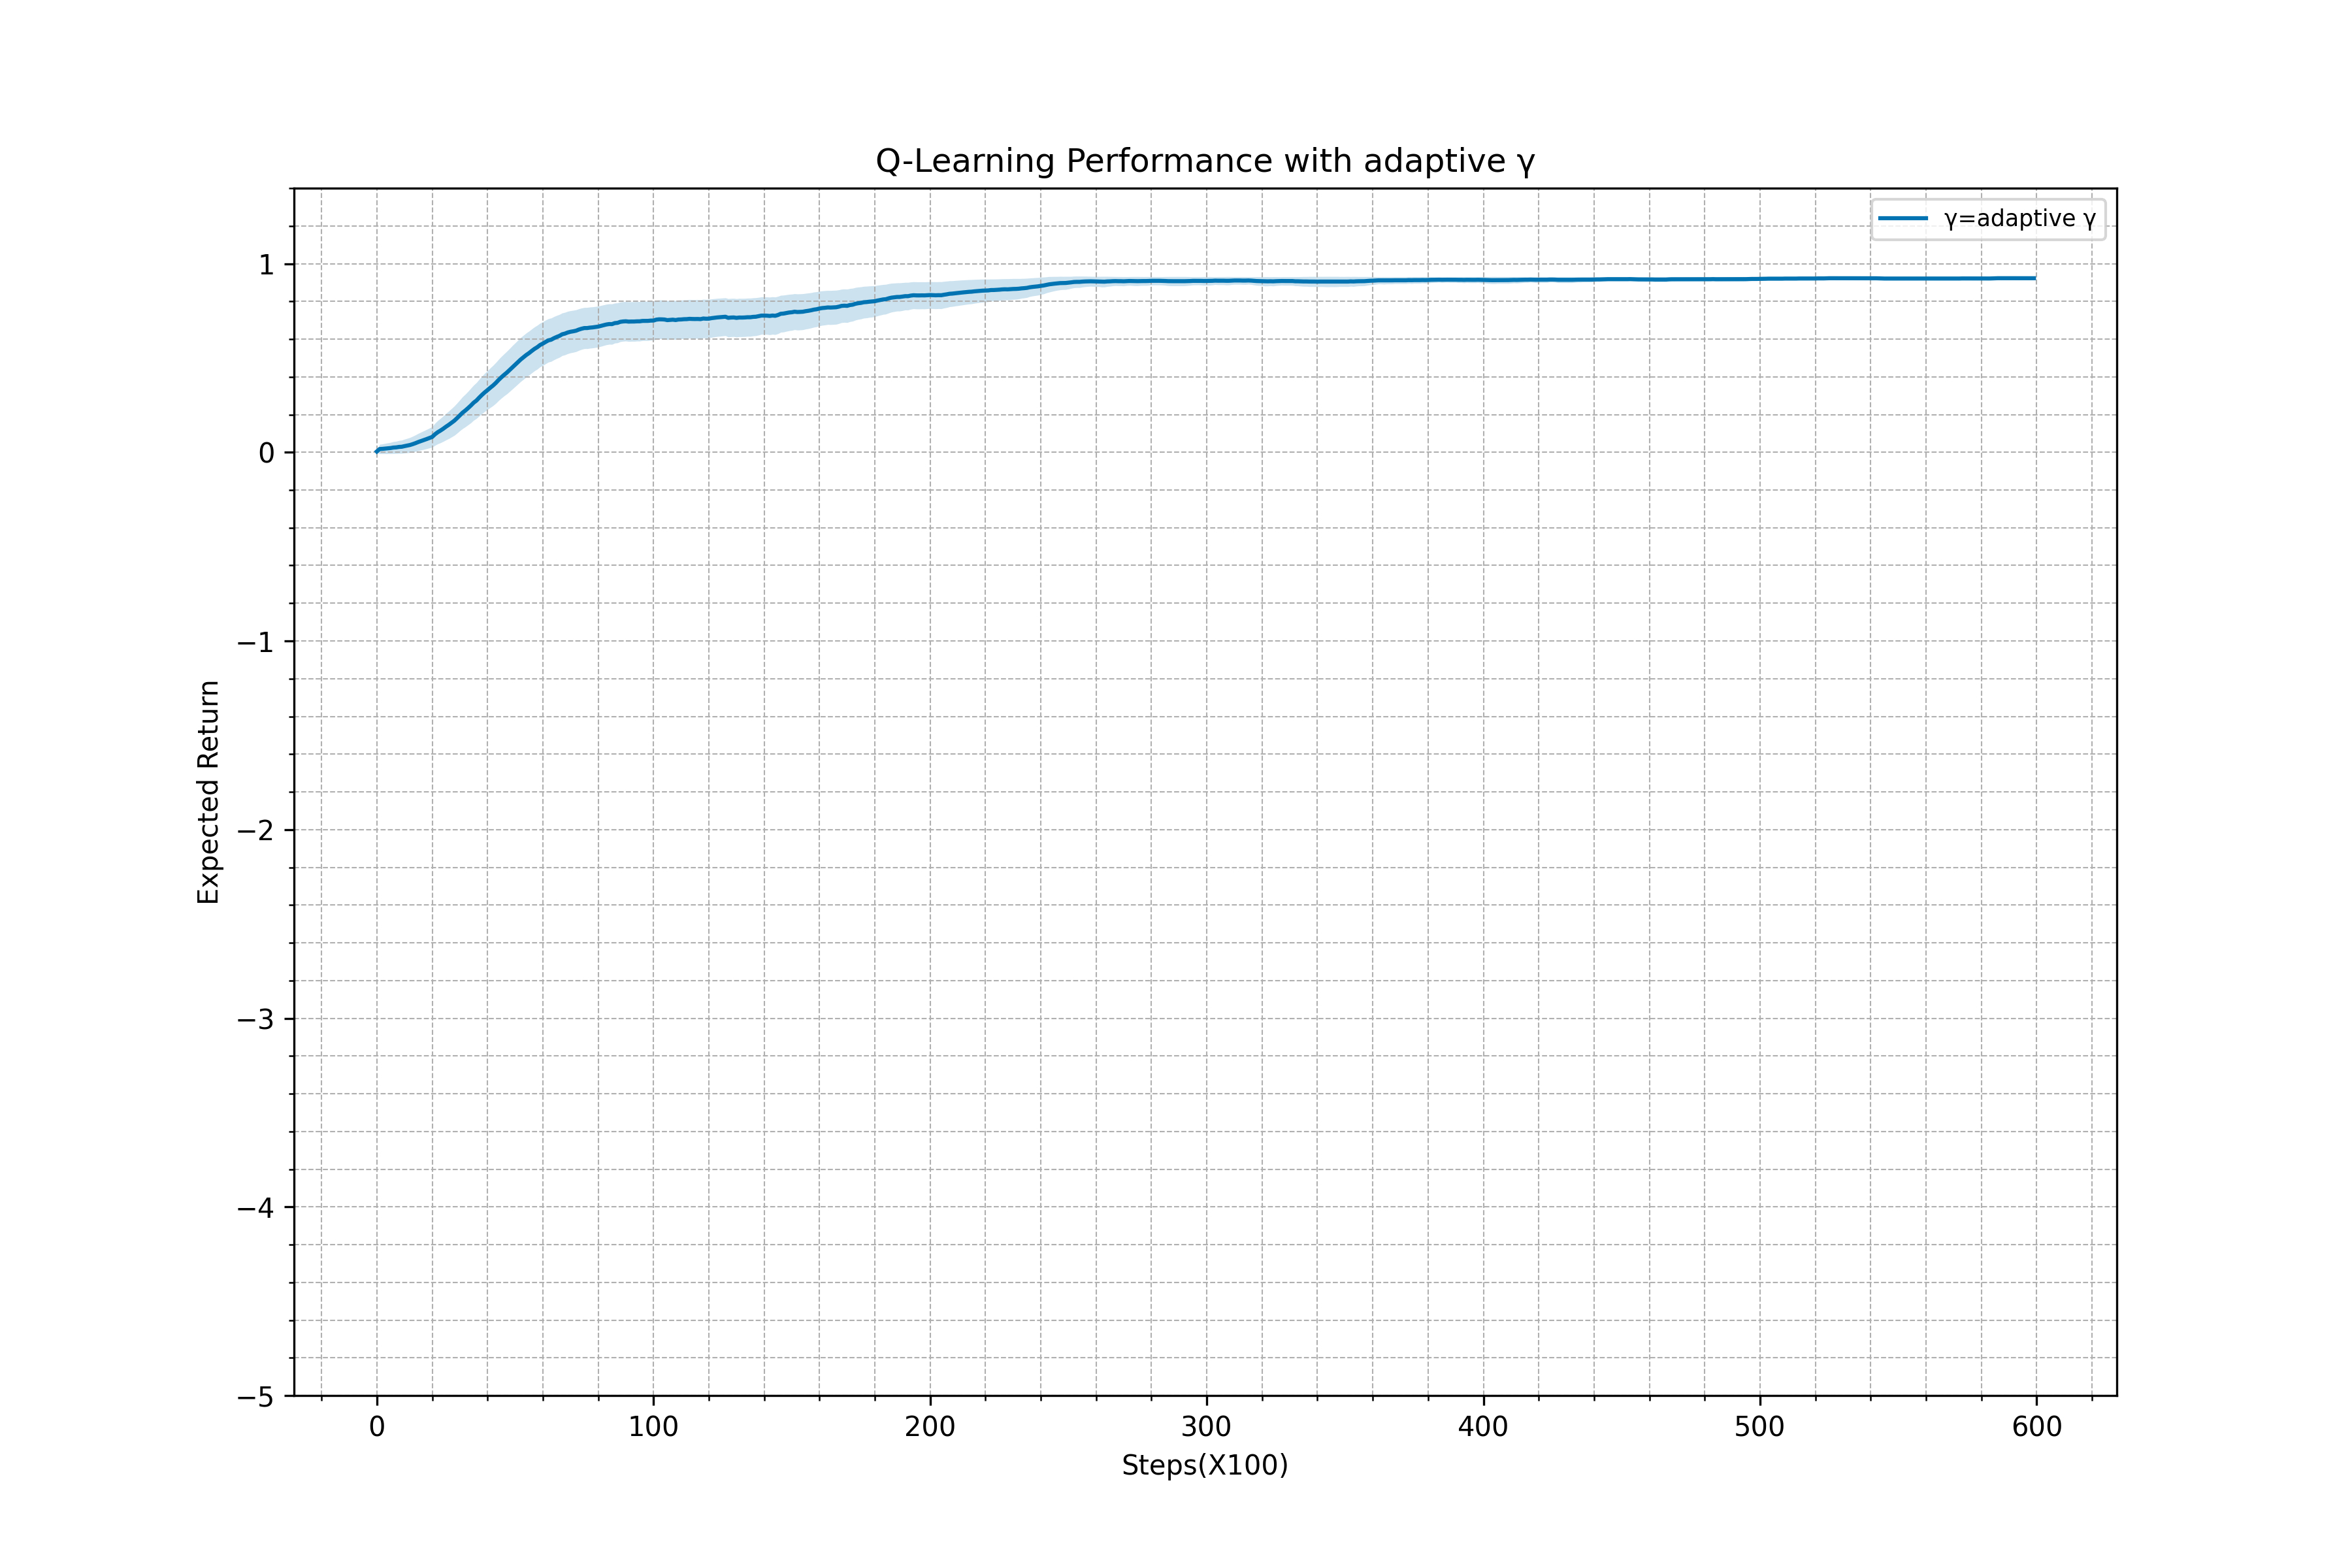 Q-Learning Performance with adaptive γ
γ=adaptive γ
1
0
−1
−2
−3
−4
−5
Expected Return
0 100 200 300 400 500 600
Steps(X100)